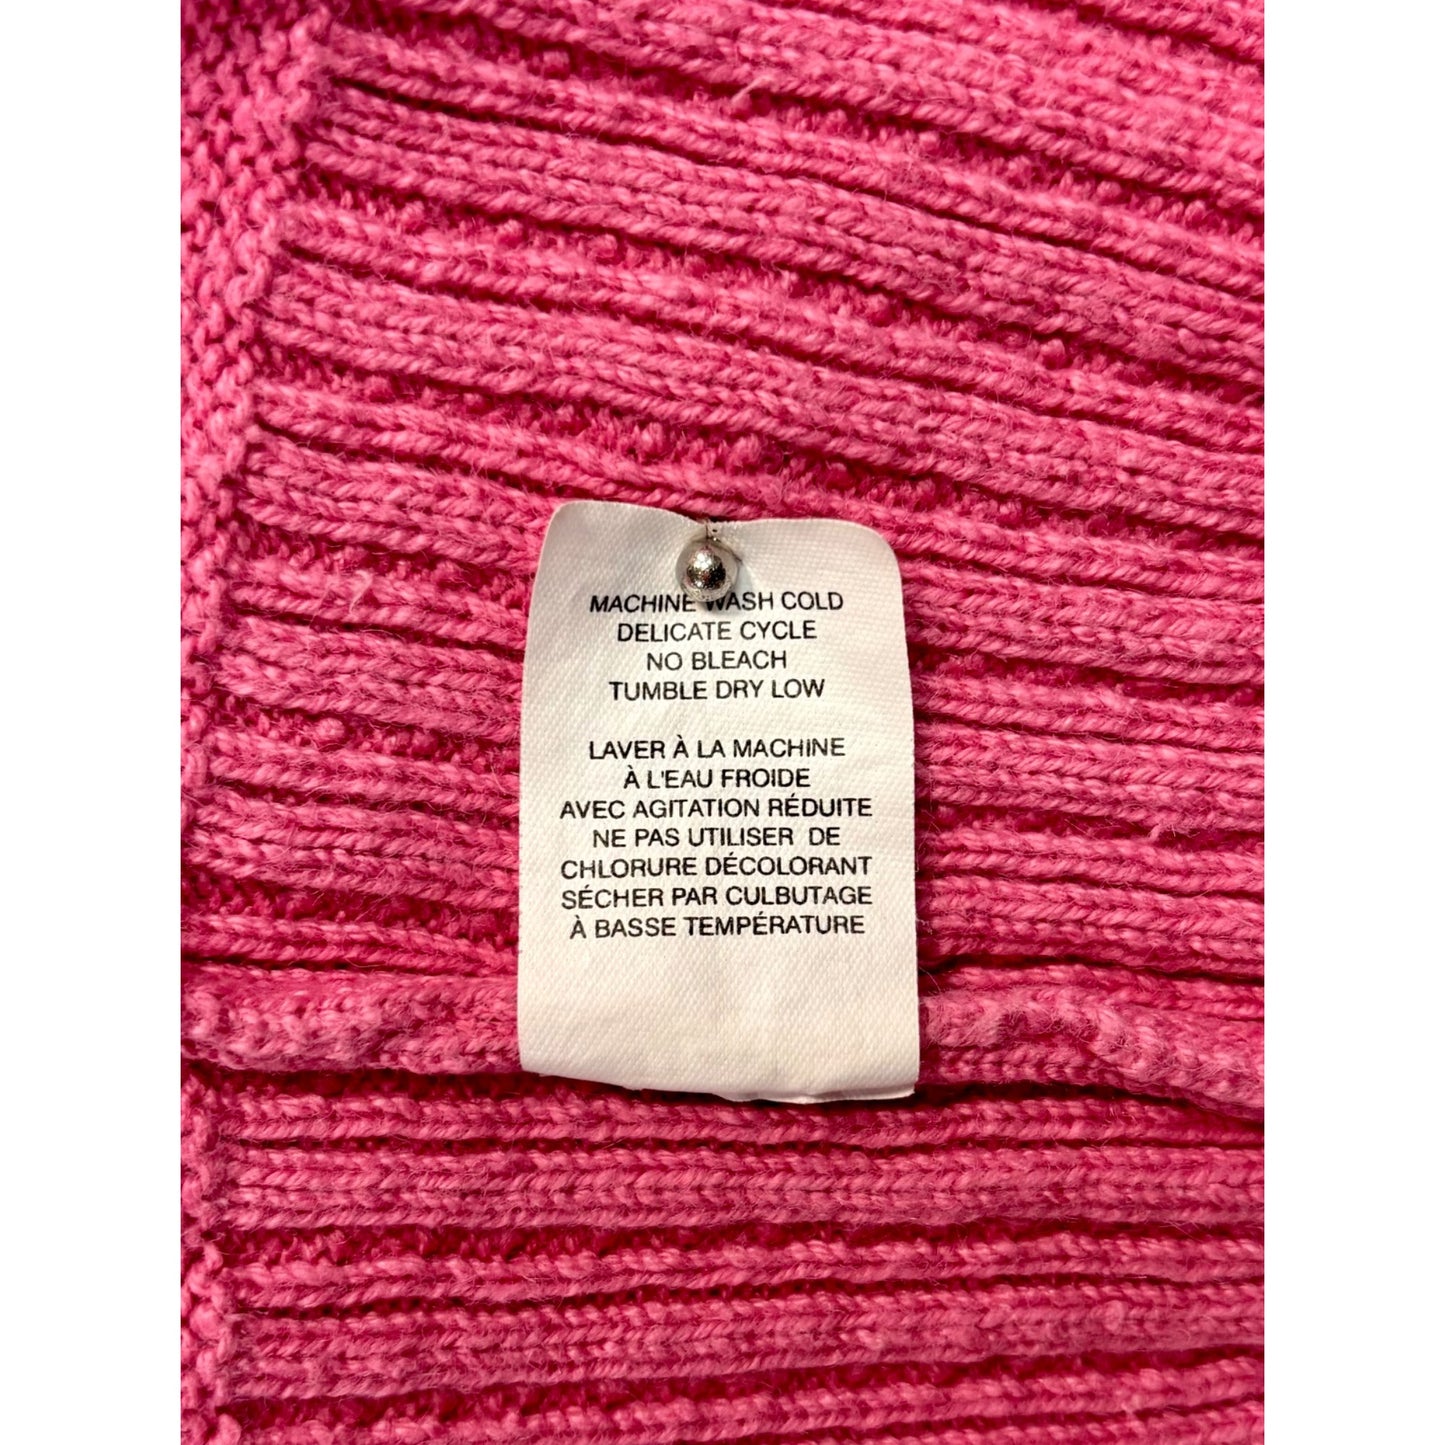 MACHINE WASH COLD
DELICATE CYCLE
NO BLEACH
TUMBLE DRY LOW
LAVER À LA MACHINE
À L'EAU FROIDE
AVEC AGITATION RÉDUITE
NE PAS UTILISER DE
CHLORURE DÉCOLORANT
SÉCHER PAR CULBUTAGE
À BASSE TEMPÉRATURE